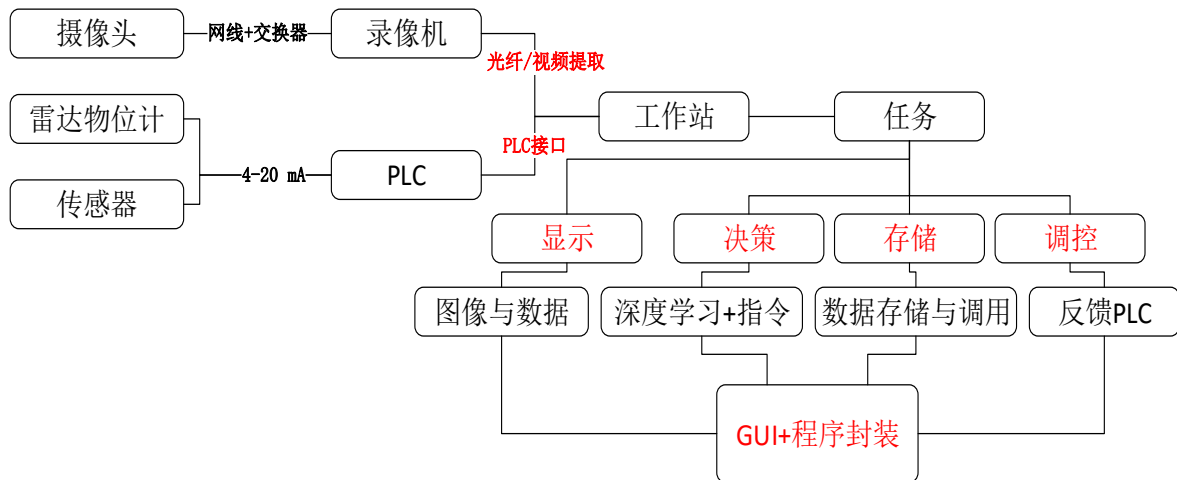 摄像头
网线+交换器
录像机
光纤/视频提取
雷达物位计
工作站
任务
PLC接口
4-20 mA
PLC
传感器
显示
决策
存储
调控
图像与数据
深度学习+指令
数据存储与调用
反馈PLC
GUI+程序封装